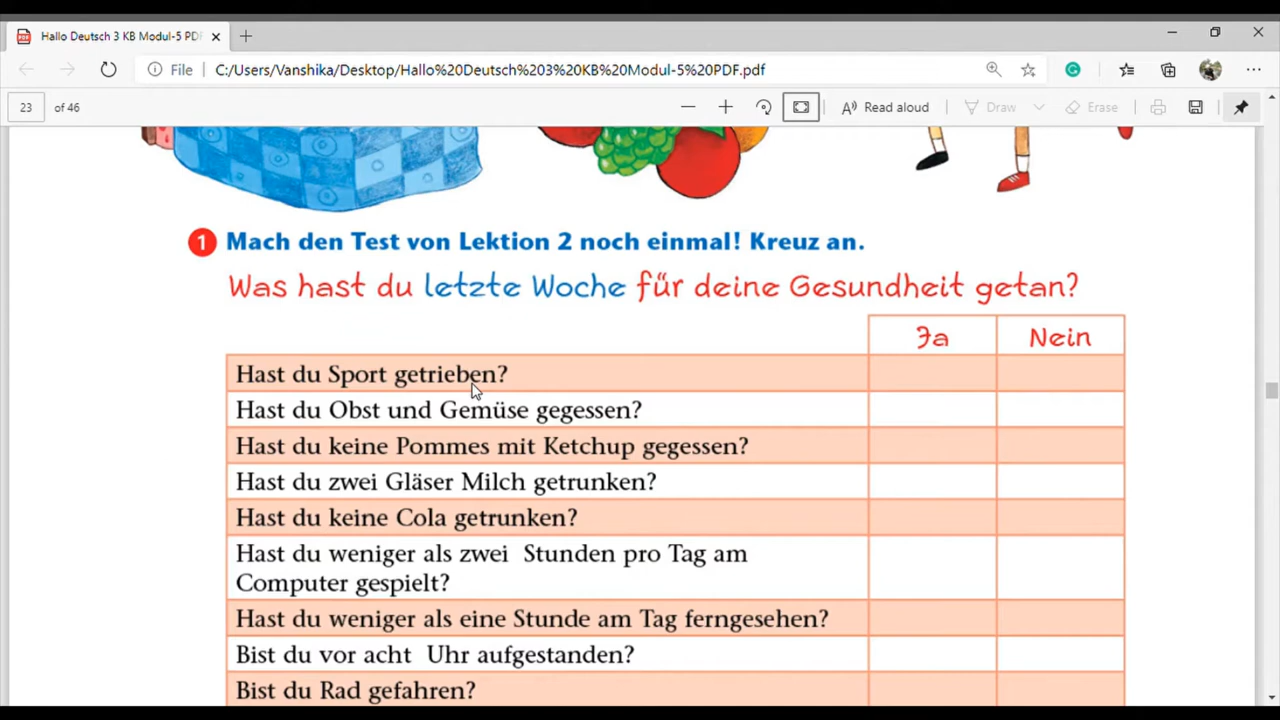 Hallo Deutsch 3 KB Modul-5 PD
File
C:/Users/Vanshika/Desktop/Hallo%20Deutsch%203%20KB%20Modul-5%20PDF.pdf
23 of 46
Read aloud
Draw
Erase
1 Mach den Test von Lektion 2 noch einmal! Kreuz an.
Was hast du letzte Woche für deine Gesundheit getan?
Ja Nein
Hast du Sport getrieben?
Hast du Obst und Gemüse gegessen?
Hast du keine Pommes mit Ketchup gegessen?
Hast du zwei Gläser Milch getrunken?
Hast du keine Cola getrunken?
Hast du weniger als zwei Stunden pro Tag am
Computer gespielt?
Hast du weniger als eine Stunde am Tag ferngesehen?
Bist du vor acht Uhr aufgestanden?
Bist du Rad gefahren?